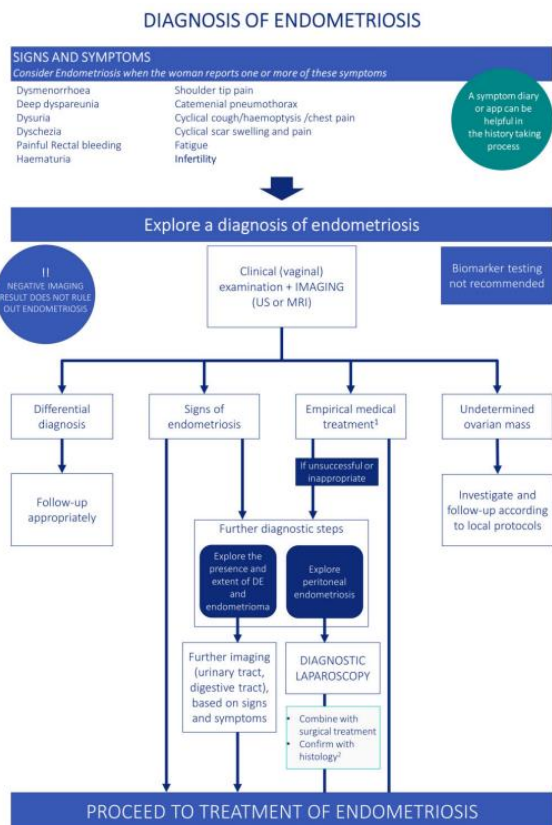 DIAGNOSIS OF ENDOMETRIOSIS
SIGNS AND SYMPTOMS
Consider Endometriosis when the woman reports one or more of these symptoms
Dysmenorrhoea
Deep dyspareunia
Dysuria
Dyschezia
Painful Rectal bleeding
Haematuria
Shoulder tip pain
Catemenial pneumothorax
Cyclical cough/haemoptysis /chest pain
Cyclical scar swelling and pain
Fatigue
Infertility
A symptom diary
or app can be
helpful in
the history taking
process
Explore a diagnosis of endometriosis
!!
NEGATIVE IMAGING
RESULT DOES NOT RULE
OUT ENDOMETRIOSIS
Clinical (vaginal)
examination + IMAGING
(US or MRI)
Biomarker testing
not recommended
Differential
diagnosis
Signs of
endometriosis
Empirical medical
treatment¹
Undetermined
ovarian mass
Follow-up
appropriately
If unsuccessful or
inappropriate
Investigate and
follow-up according
to local protocols
Further diagnostic steps
Explore the
presence and
extent of DE
and
endometrioma
Explore
peritoneal
endometriosis
Further imaging
(urinary tract,
digestive tract),
based on signs
and symptoms
DIAGNOSTIC
LAPAROSCOPY
• Combine with
surgical treatment
• Confirm with
histology²
PROCEED TO TREATMENT OF ENDOMETRIOSIS